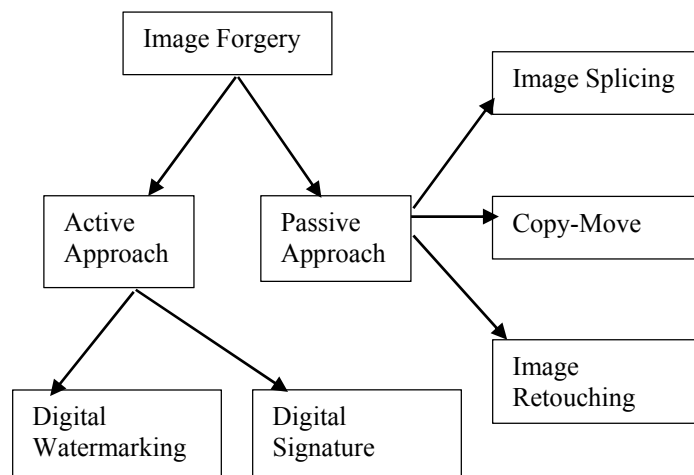 Image Forgery
Image Splicing
Active
Approach
Passive
Approach
Copy-Move
Image
Retouching
Digital
Watermarking
Digital
Signature